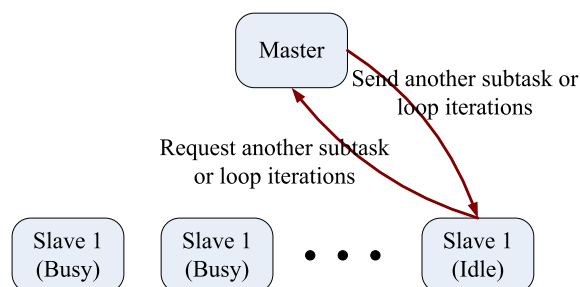 Master
Send another subtask or
loop iterations
Request another subtask
or loop iterations
Slave 1
(Busy)
Slave 1
(Busy)
Slave 1
(Idle)